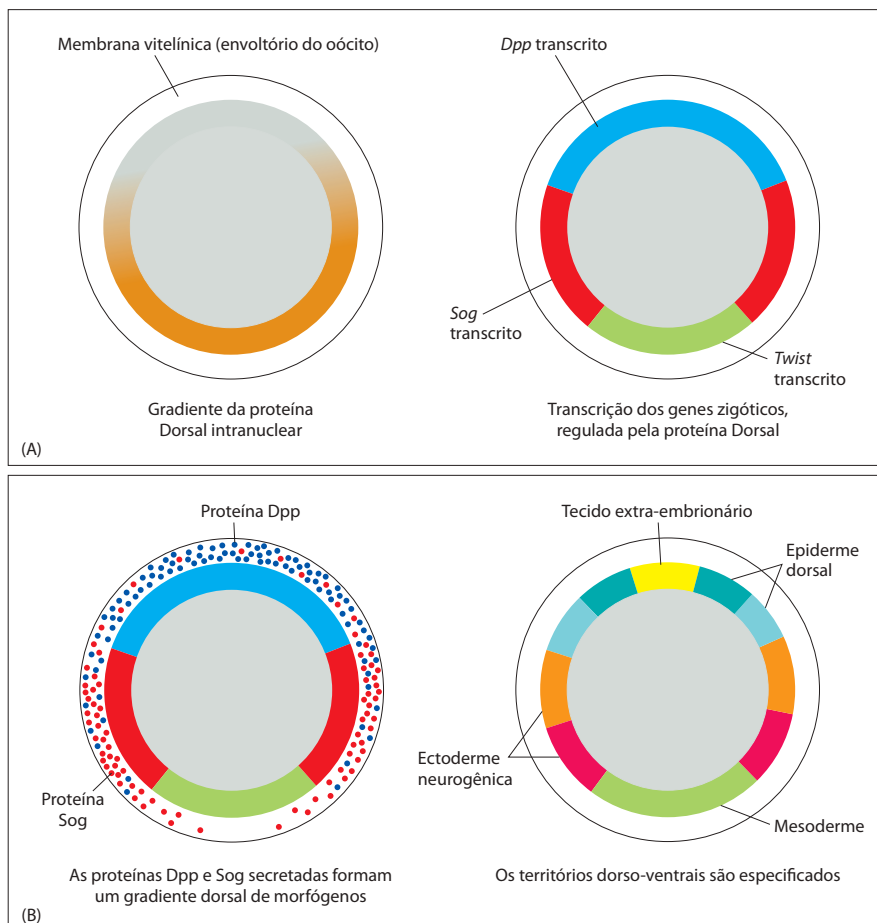 Membrana vitelínica (envoltório do oócito)
Dpp transcrito
Sog
transcrito
Twist
transcrito
Gradiente da proteína
Dorsal intranuclear
Transcrição dos genes zigóticos,
regulada pela proteína Dorsal
(A)
Proteína Dpp
Tecido extra-embrionário
Epiderme
dorsal
Ectoderme
neurogênica
Proteína
Sog
Mesoderme
As proteínas Dpp e Sog secretadas formam
um gradiente dorsal de morfógenos
Os territórios dorso-ventrais são especificados
(B)